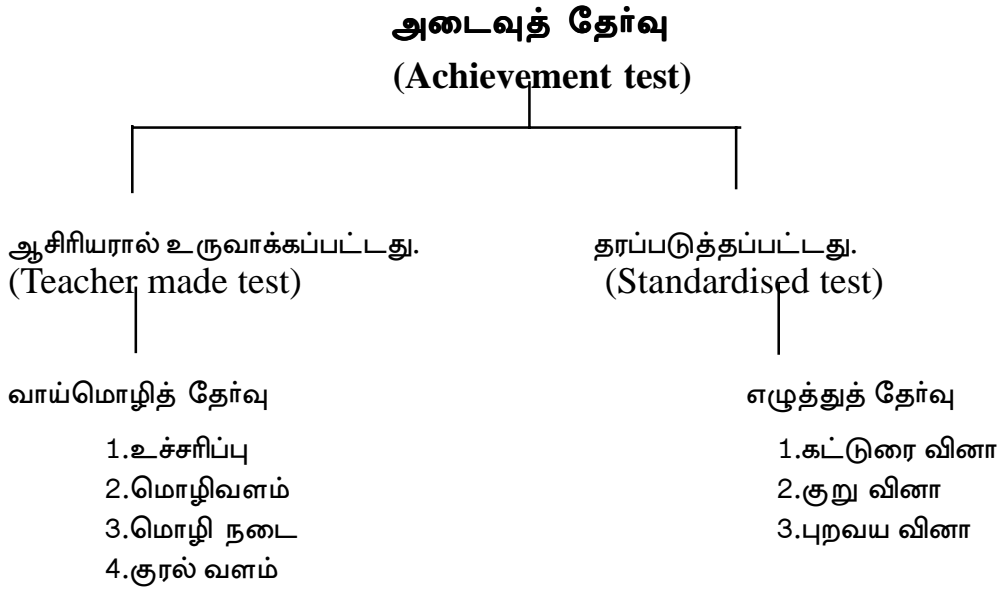 அடைவுத் தேர்வு
(Achievement test)
ஆசிரியரால் உருவாக்கப்பட்டது.
(Teacher made test)
தரப்படுத்தப்பட்டது.
(Standardised test)
வாய்மொழித் தேர்வு
1.உச்சரிப்பு
2.மொழிவளம்
3.மொழி நடை
4.குரல் வளம்
எழுத்துத் தேர்வு
1.கட்டுரை வினா
2.குறு வினா
3.புறவய வினா